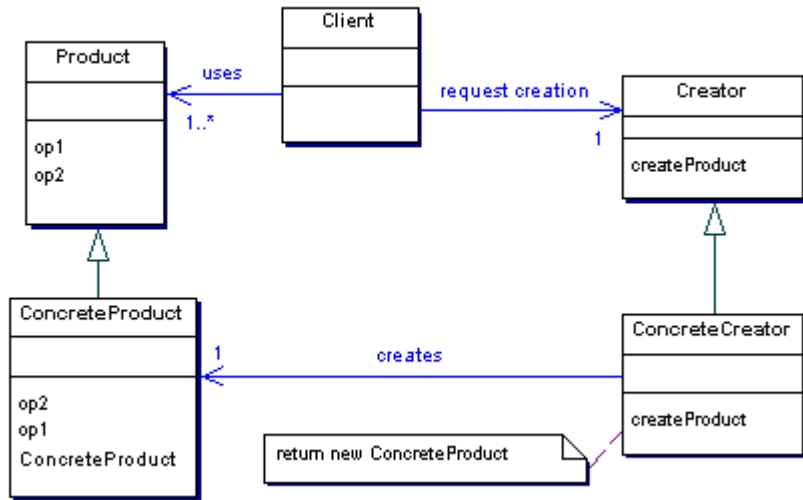 Client
Product
uses
request creation
Creator
1..*
1
op1
op2
createProduct
ConcreteProduct
ConcreteCreator
1
creates
op2
op1
ConcreteProduct
createProduct
return new ConcreteProduct